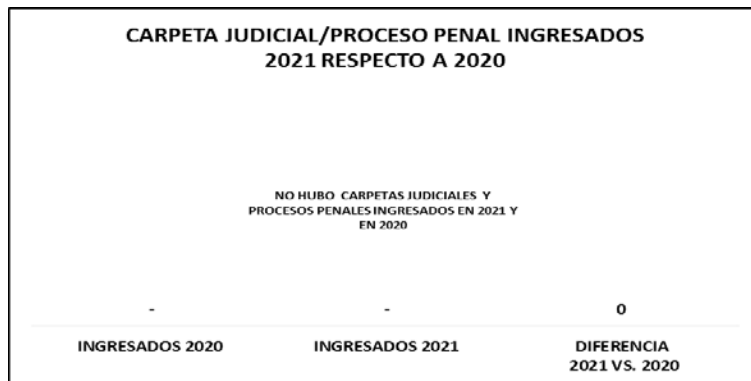 CARPETA JUDICIAL/PROCESO PENAL INGRESADOS
2021 RESPECTO A 2020
NO HUBO CARPETAS JUDICIALES Y
PROCESOS PENALES INGRESADOS EN 2021 Y
EN 2020
- - 0
INGRESADOS 2020 INGRESADOS 2021 DIFERENCIA
2021 VS. 2020